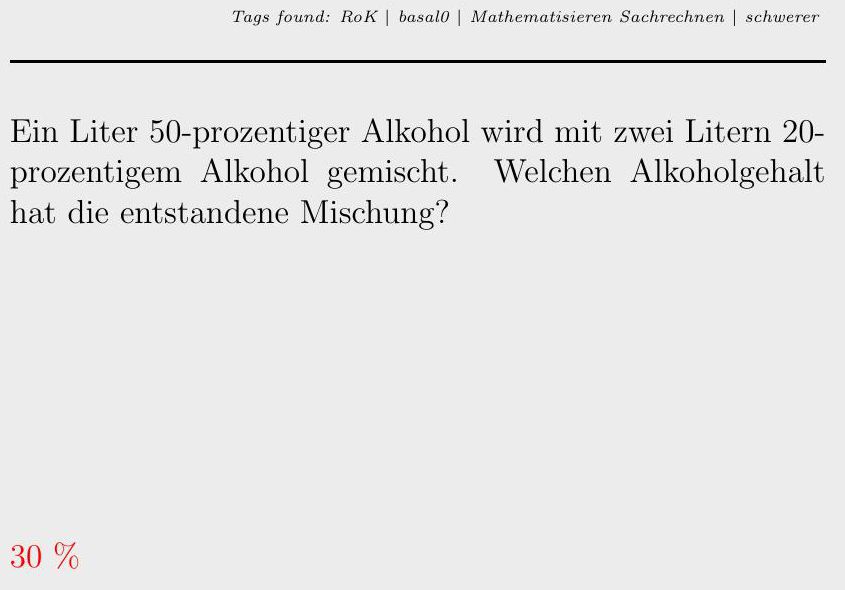 Tags found: RoK | basal0 | Mathematisieren Sachrechnen | schwerer
Ein Liter 50-prozentiger Alkohol wird mit zwei Litern 20-
prozentigem Alkohol gemischt. Welchen Alkoholgehalt
hat die entstandene Mischung?
30 %